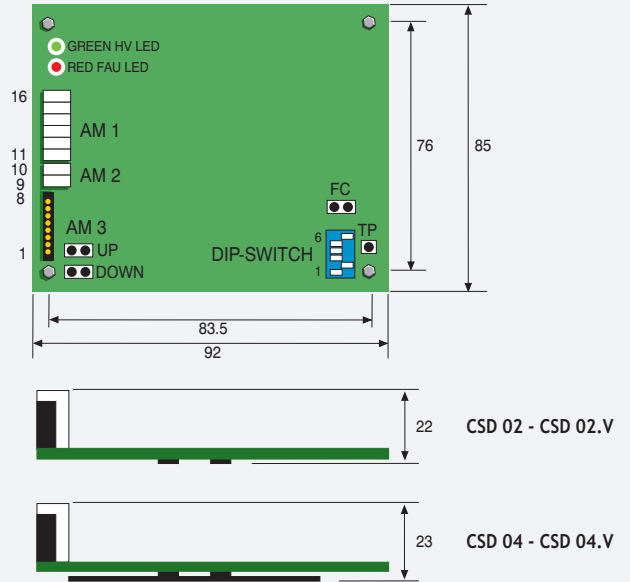 GREEN HV LED
RED FAU LED
16
AM 1
11
10
AM 2
9
8
AM 3
1
UP
DOWN
FC
TP
6
DIP-SWITCH
1
76
85
83.5
92
22
CSD 02 - CSD 02.V
23
CSD 04 - CSD 04.V